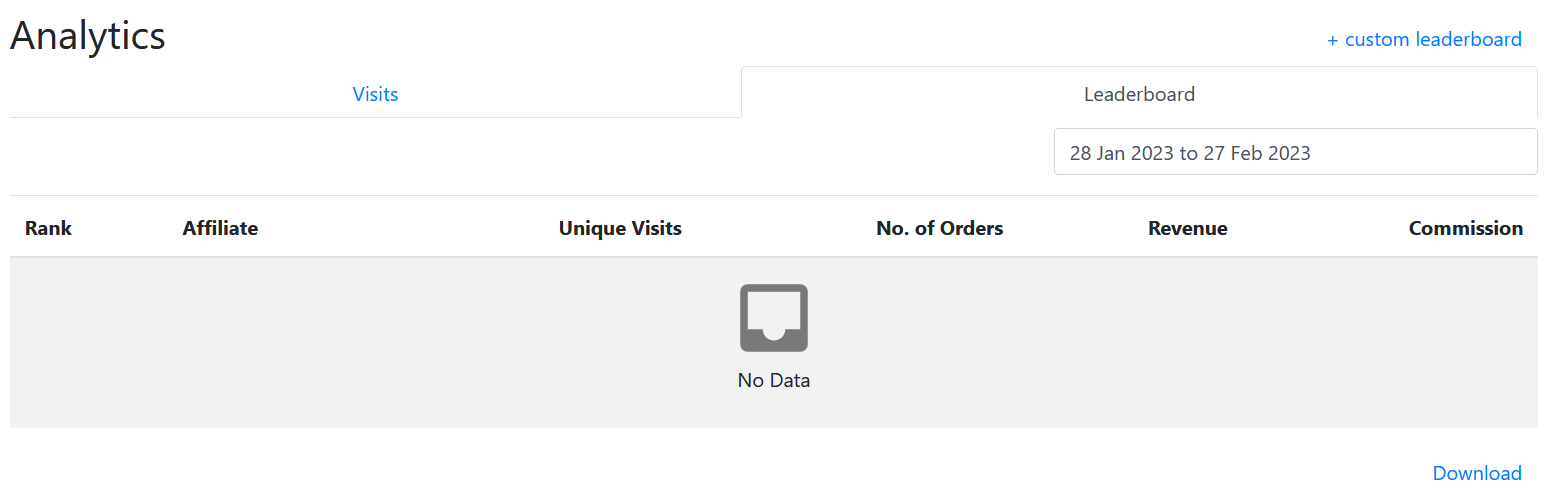 Analytics
+ custom leaderboard
Visits
Leaderboard
28 Jan 2023 to 27 Feb 2023
Rank Affiliate Unique Visits No. of Orders Revenue Commission
No Data
Download